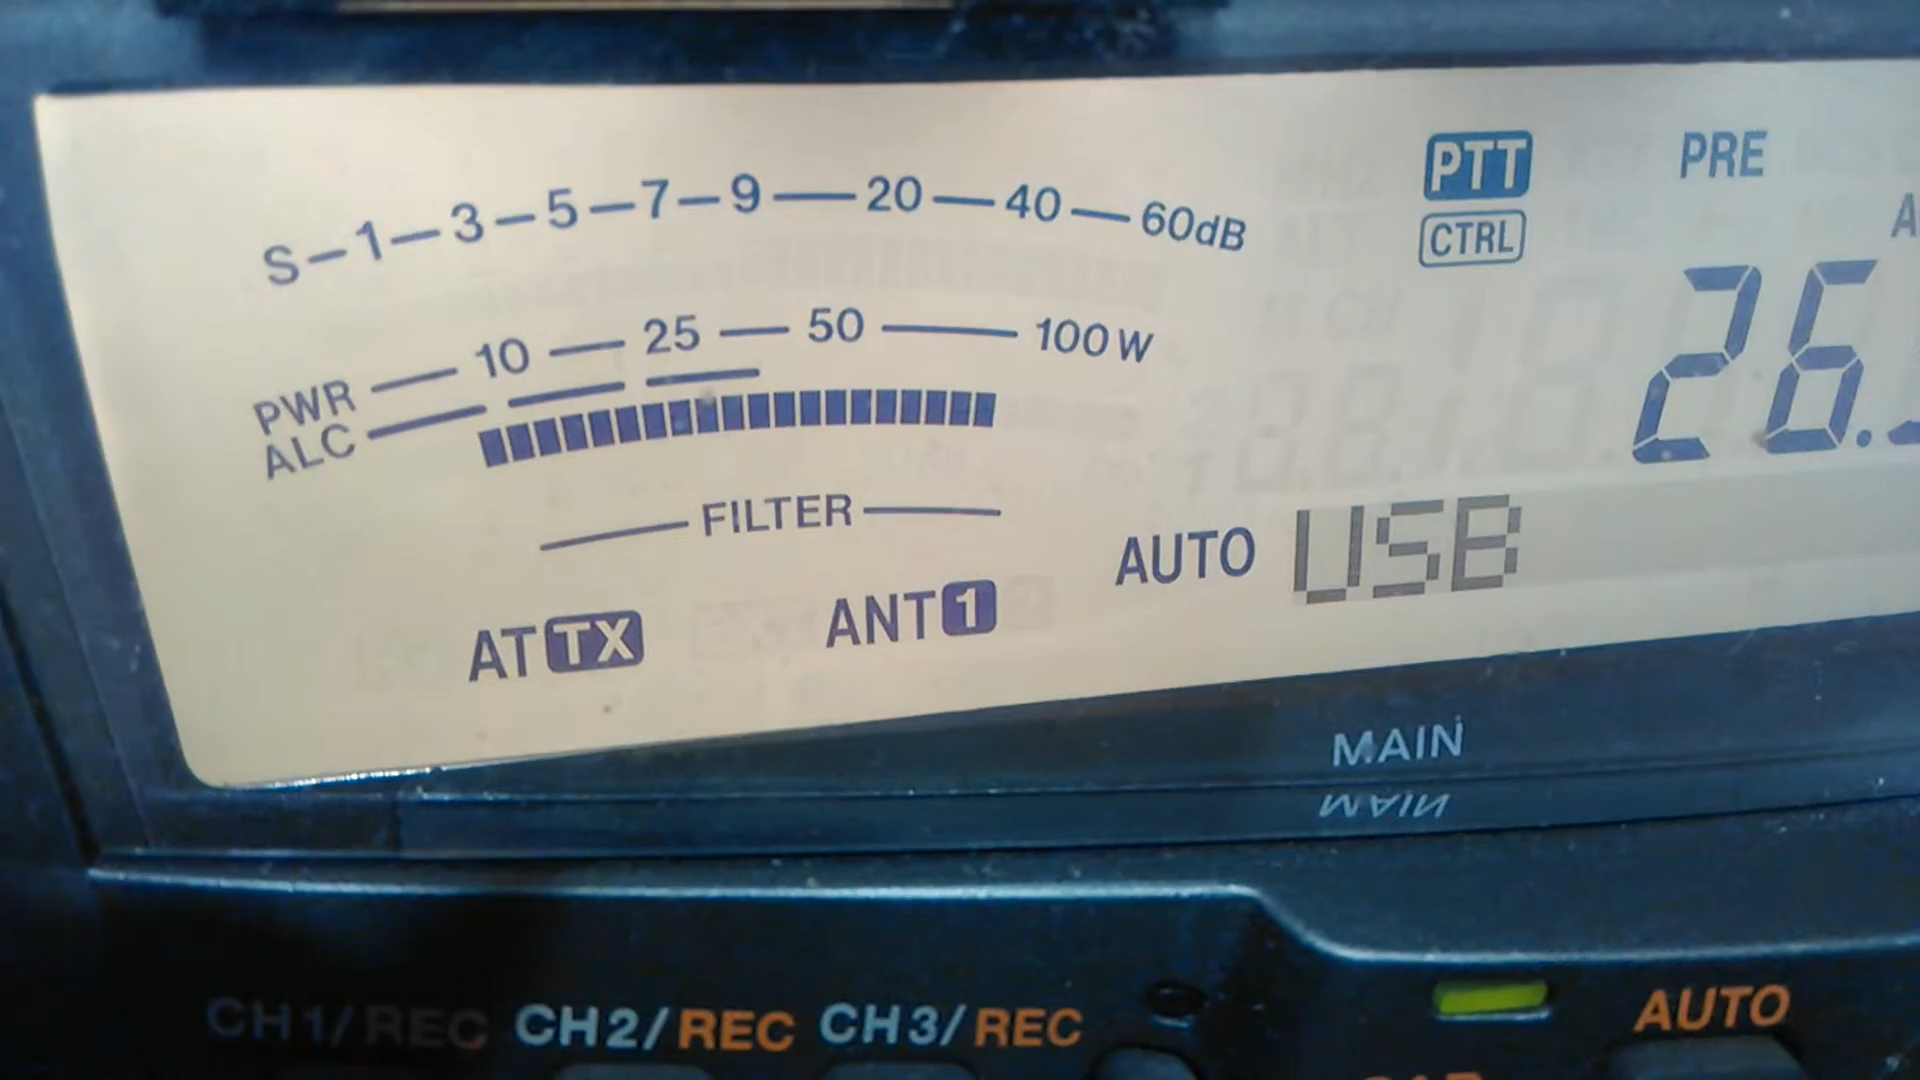 S–1–3–5–7–9—20—40—60dB
PTT
PRE
CTRL
PWR—10—25—50—100W
ALC
26.
FILTER
AUTO USB
AT TX
ANT 1
MAIN
CH1/REC CH2/REC CH3/REC
AUTO